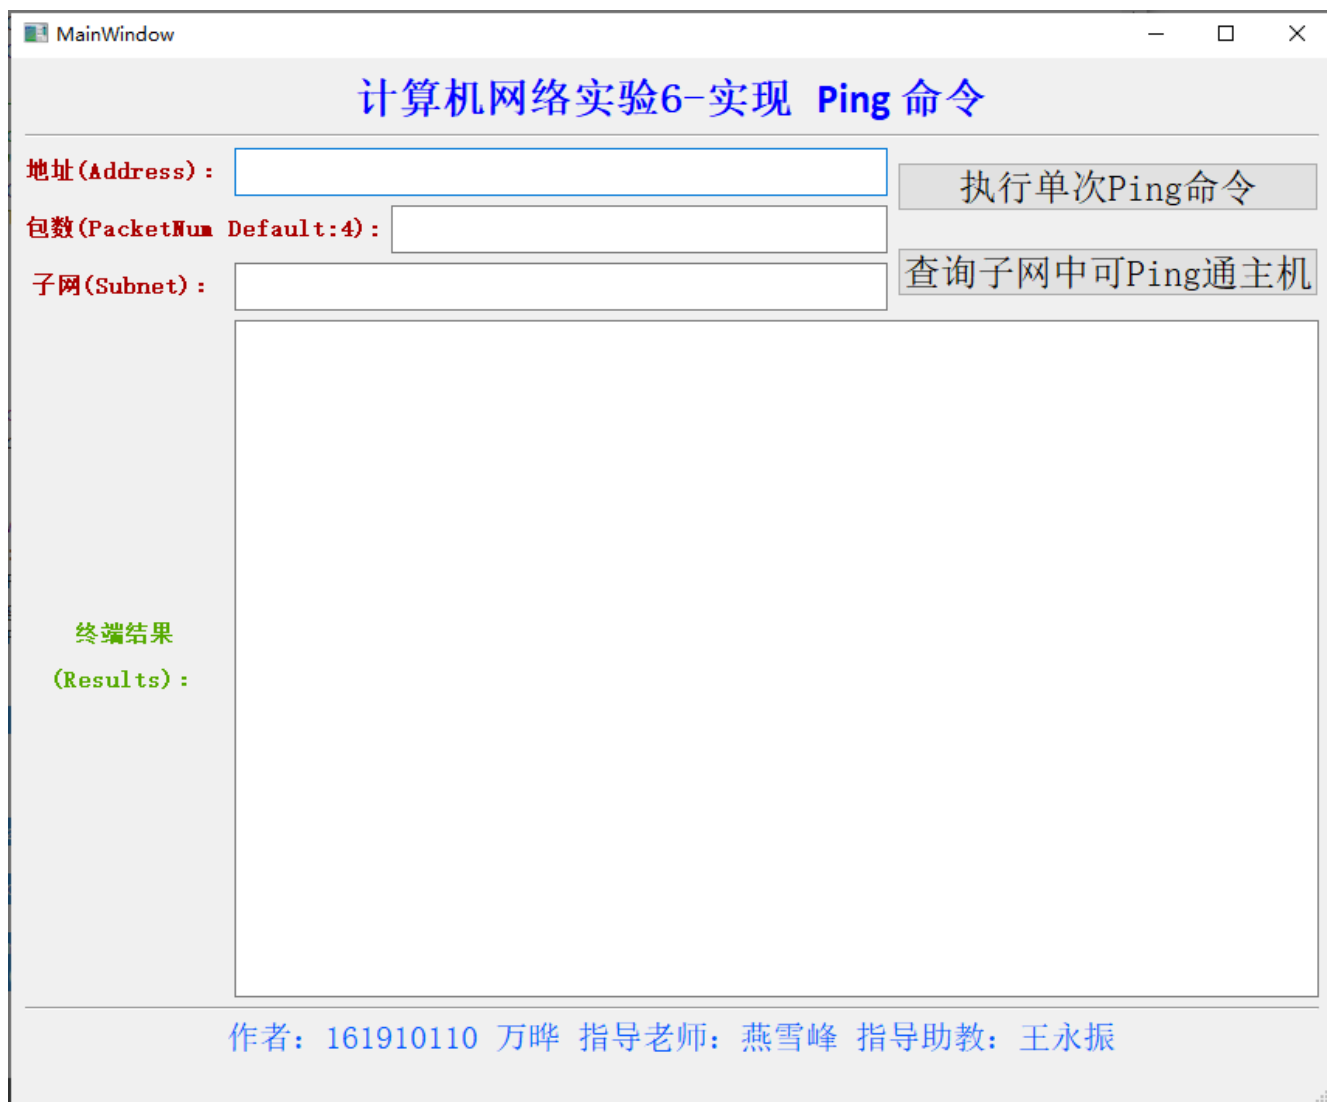 MainWindow
计算机网络实验6-实现 Ping 命令
地址(Address):
执行单次Ping命令
包数(PacketNum Default:4):
查询子网中可Ping通主机
子网(Subnet):
终端结果
(Results):
作者：161910110 万晔 指导老师：燕雪峰 指导助教：王永振